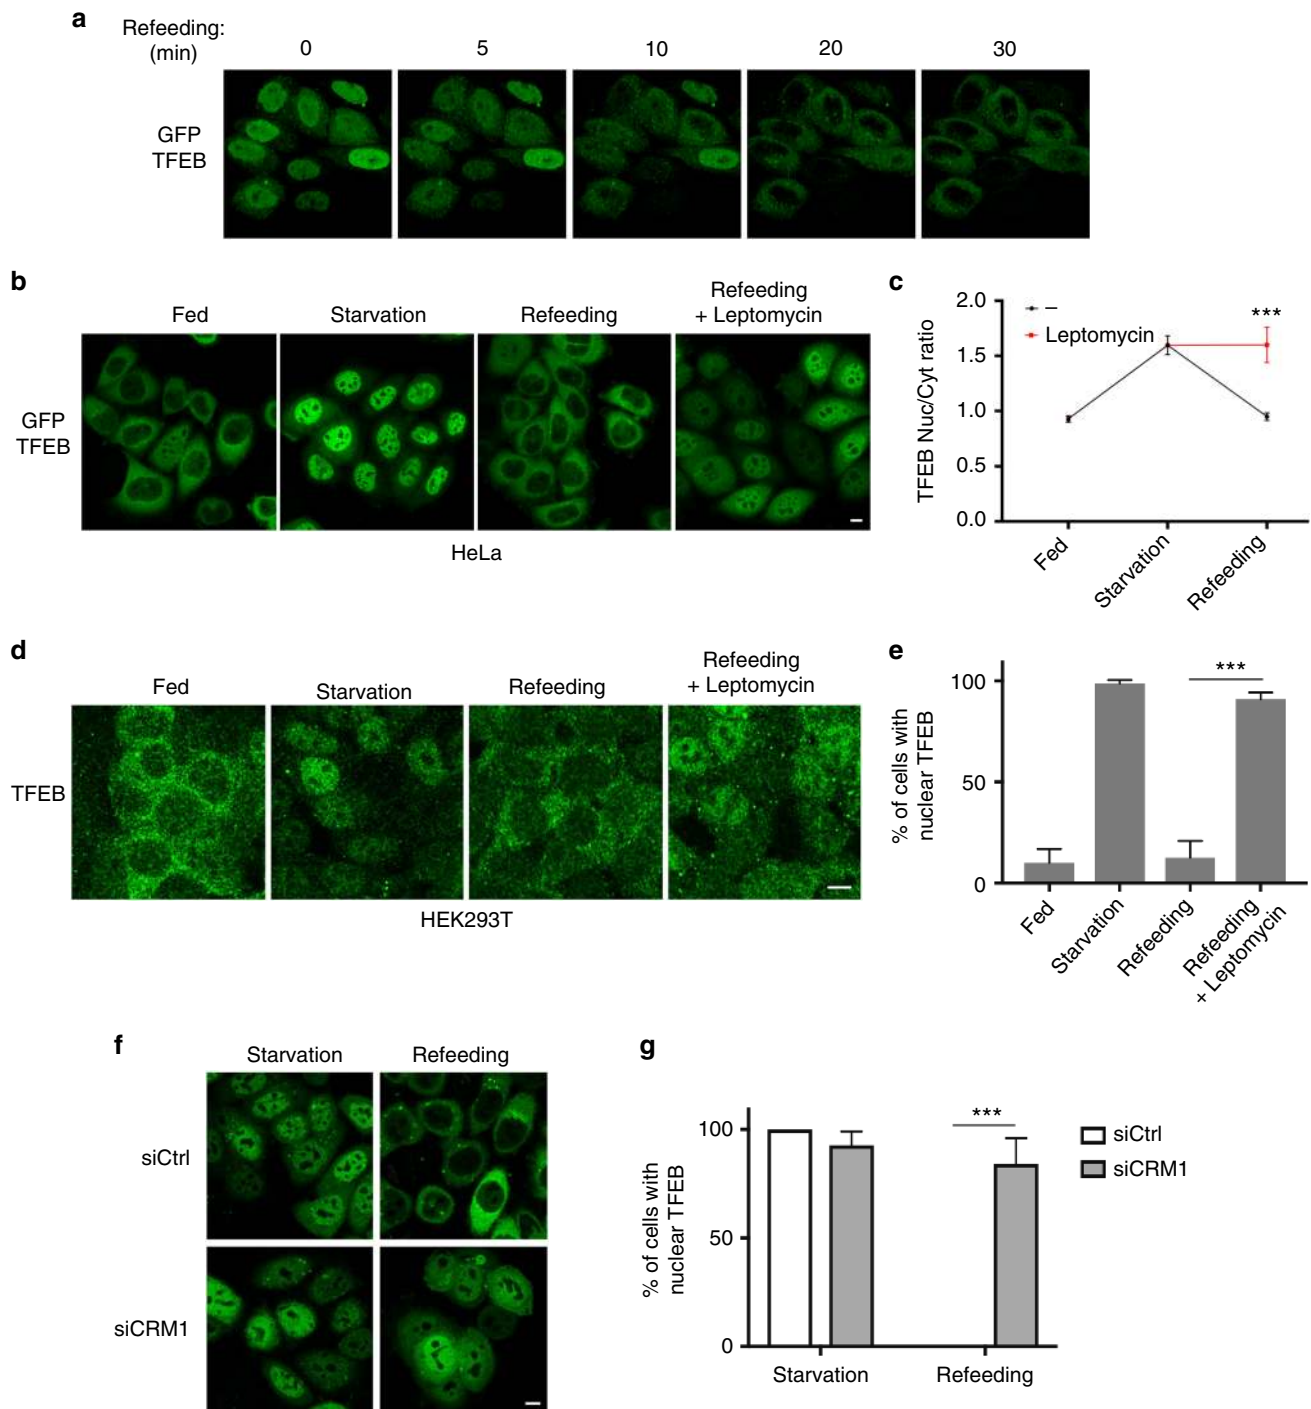 a
Refeeding:
(min)
0 5 10 20 30
GFP
TFEB
b
Fed Starvation Refeeding Refeeding
+ Leptomycin
GFP
TFEB
HeLa
c
TFEB Nuc/Cyt ratio
2.0
1.5
1.0
0.5
0.0
–
Leptomycin
***
Fed
Starvation
Refeeding
d
Fed Starvation Refeeding Refeeding
+ Leptomycin
TFEB
HEK293T
e
% of cells with
nuclear TFEB
100
50
0
***
Fed
Starvation
Refeeding
Refeeding
+ Leptomycin
f
Starvation Refeeding
siCtrl
siCRM1
g
% of cells with
nuclear TFEB
100
50
0
***
siCtrl
siCRM1
Starvation Refeeding